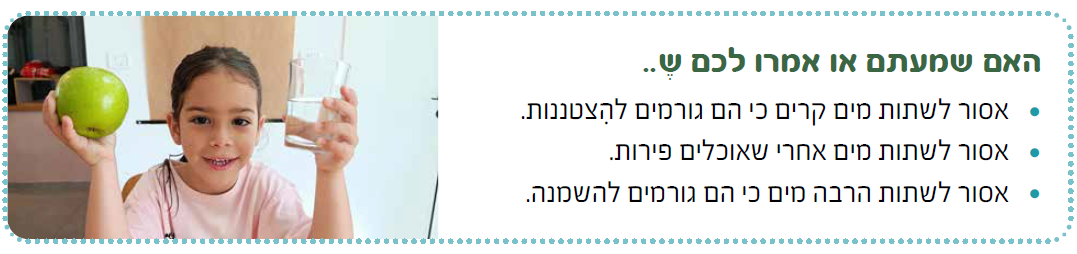 האם שמעתם או אמרו לכם שֶ..
• אסור לשתות מים קרים כי הם גורמים להִצטננות.
• אסור לשתות מים אחרי שאוכלים פירות.
• אסור לשתות הרבה מים כי הם גורמים להשמנה.